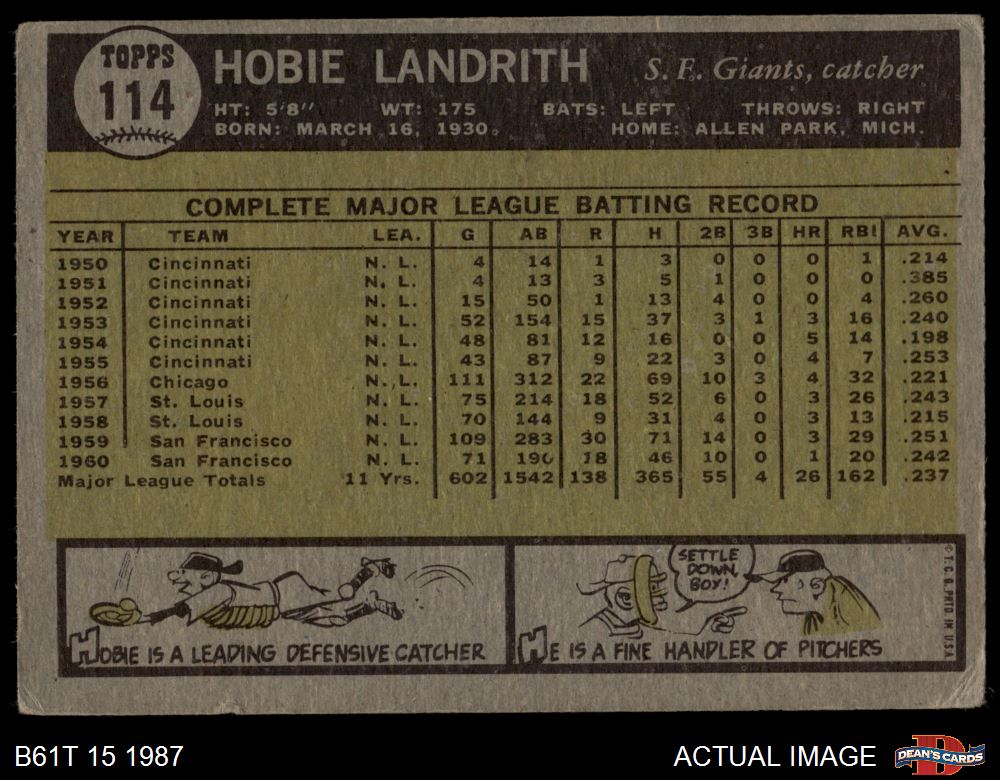 TOPPS
114
HOBIE LANDRITH S. F. Giants, catcher
HT: 5'8" WT: 175 BATS: LEFT THROWS: RIGHT
BORN: MARCH 16, 1930. HOME: ALLEN PARK, MICH.
COMPLETE MAJOR LEAGUE BATTING RECORD
YEAR TEAM LEA. G AB R H 2B 3B HR RBI AVG.
1950 Cincinnati N. L. 4 14 1 3 0 0 0 1 .214
1951 Cincinnati N. L. 4 13 3 5 1 0 0 0 .385
1952 Cincinnati N. L. 15 50 1 13 4 0 0 4 .260
1953 Cincinnati N. L. 52 154 15 37 3 1 3 16 .240
1954 Cincinnati N. L. 48 81 12 16 0 0 5 14 .198
1955 Cincinnati N. L. 43 87 9 22 3 0 4 7 .253
1956 Chicago N. L. 111 312 22 69 10 3 4 32 .221
1957 St. Louis N. L. 75 214 18 52 6 0 3 26 .243
1958 St. Louis N. L. 70 144 9 31 4 0 3 13 .215
1959 San Francisco N. L. 109 283 30 71 14 0 3 29 .251
1960 San Francisco N. L. 71 190 18 46 10 0 1 20 .242
Major League Totals 11 Yrs. 602 1542 138 365 55 4 26 162 .237
SETTLE
DOWN,
BOY!
HOBIE IS A LEADING DEFENSIVE CATCHER
HE IS A FINE HANDLER OF PITCHERS
© T. C. G. PRTD. IN U.S.A.
B61T 15 1987
ACTUAL IMAGE
DEAN'S CARDS